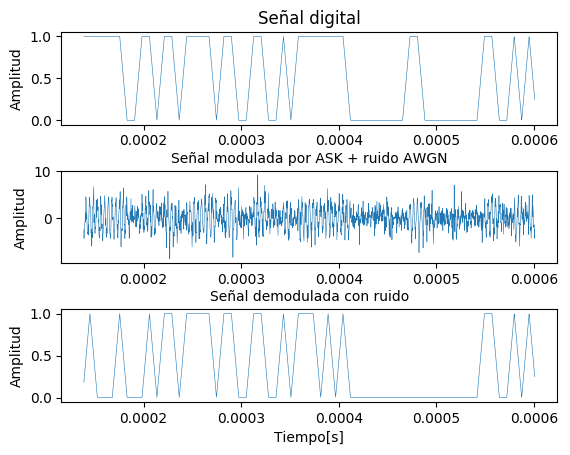 Señal digital
1.0
0.5
0.0
Amplitud
0.0002 0.0003 0.0004 0.0005 0.0006
Señal modulada por ASK + ruido AWGN
10
0
Amplitud
0.0002 0.0003 0.0004 0.0005 0.0006
Señal demodulada con ruido
1.0
0.5
0.0
Amplitud
0.0002 0.0003 0.0004 0.0005 0.0006
Tiempo[s]